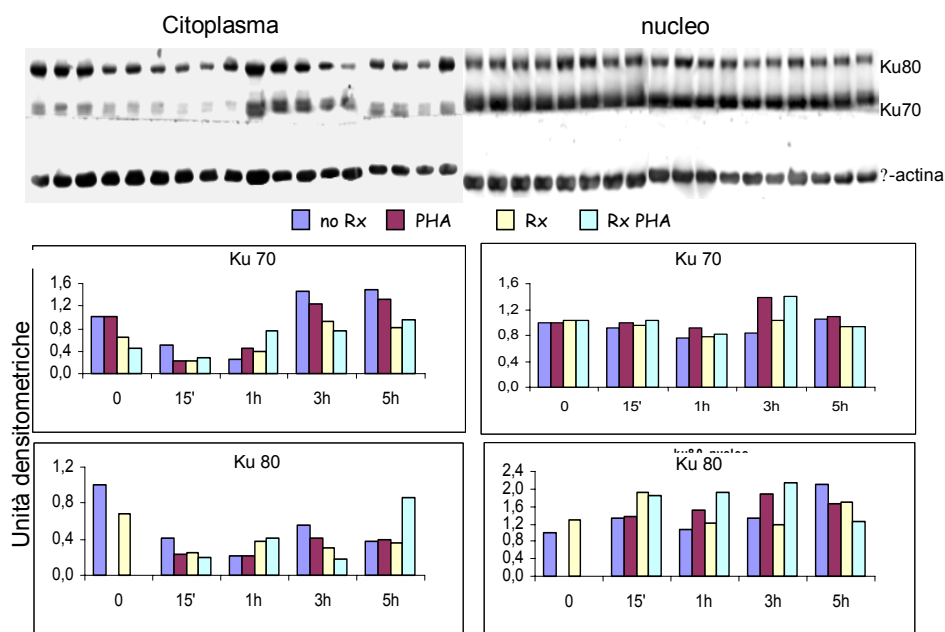 Citoplasma
nucleo
Ku80
Ku70
?-actina
no Rx PHA Rx Rx PHA
Unità densitometriche
Ku 70
1,6
1,2
0,8
0,4
0,0
0 15' 1h 3h 5h
Ku 70
1,6
1,2
0,8
0,4
0,0
0 15' 1h 3h 5h
Ku 80
1,2
0,8
0,4
0,0
0 15' 1h 3h 5h
Ku 80
2,4
2,0
1,6
1,2
0,8
0,4
0,0
0 15' 1h 3h 5h